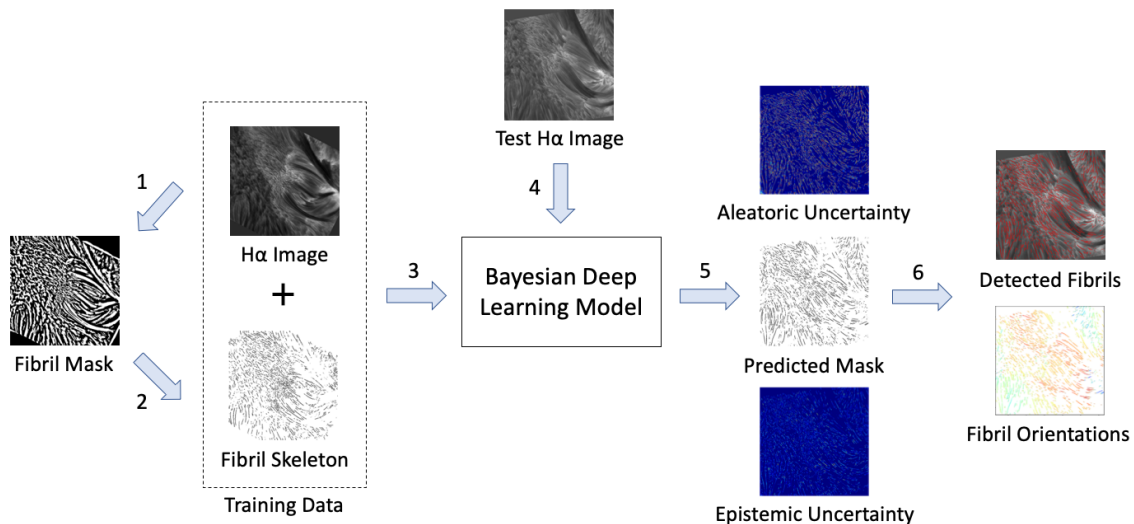 Test Hα Image
1
4
Hα Image
+
Fibril Mask
2
Fibril Skeleton
Training Data
3
Bayesian Deep
Learning Model
5
Aleatoric Uncertainty
Predicted Mask
Epistemic Uncertainty
6
Detected Fibrils
Fibril Orientations